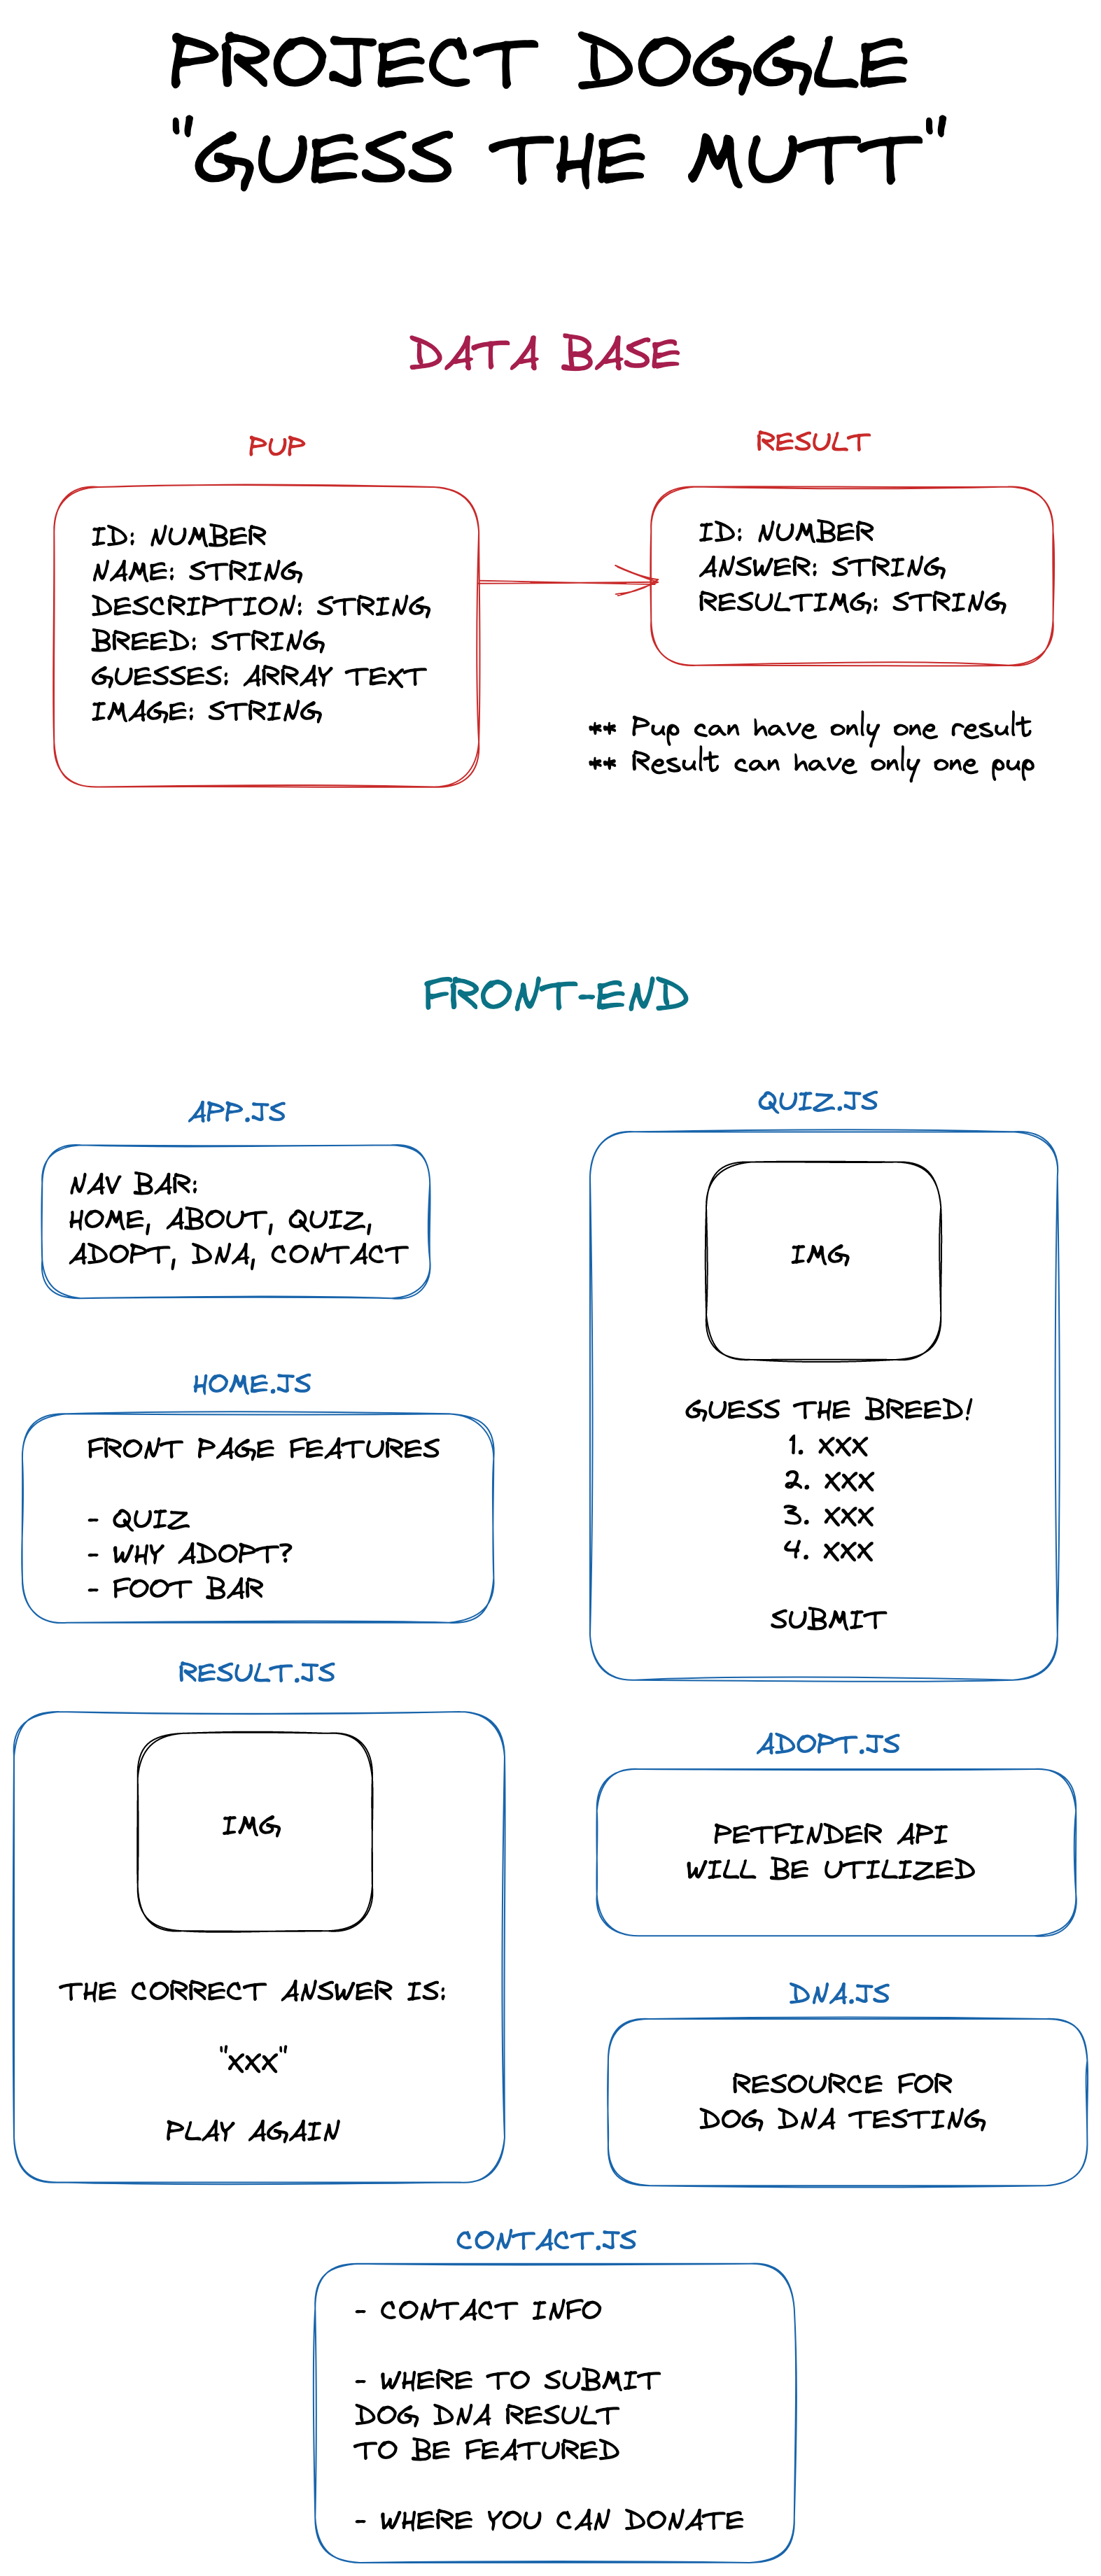 PROJECT DOGGLE
"GUESS THE MUTT"
DATA BASE
PUP
ID: NUMBER
NAME: STRING
DESCRIPTION: STRING
BREED: STRING
GUESSES: ARRAY TEXT
IMAGE: STRING
RESULT
ID: NUMBER
ANSWER: STRING
RESULTIMG: STRING
** Pup can have only one result
** Result can have only one pup
FRONT-END
APP.JS
NAV BAR:
HOME, ABOUT, QUIZ,
ADOPT, DNA, CONTACT
QUIZ.JS
IMG
GUESS THE BREED!
1. XXX
2. XXX
3. XXX
4. XXX
SUBMIT
HOME.JS
FRONT PAGE FEATURES
- QUIZ
- WHY ADOPT?
- FOOT BAR
RESULT.JS
IMG
THE CORRECT ANSWER IS:
"XXX"
PLAY AGAIN
ADOPT.JS
PETFINDER API
WILL BE UTILIZED
DNA.JS
RESOURCE FOR
DOG DNA TESTING
CONTACT.JS
- CONTACT INFO
- WHERE TO SUBMIT
DOG DNA RESULT
TO BE FEATURED
- WHERE YOU CAN DONATE